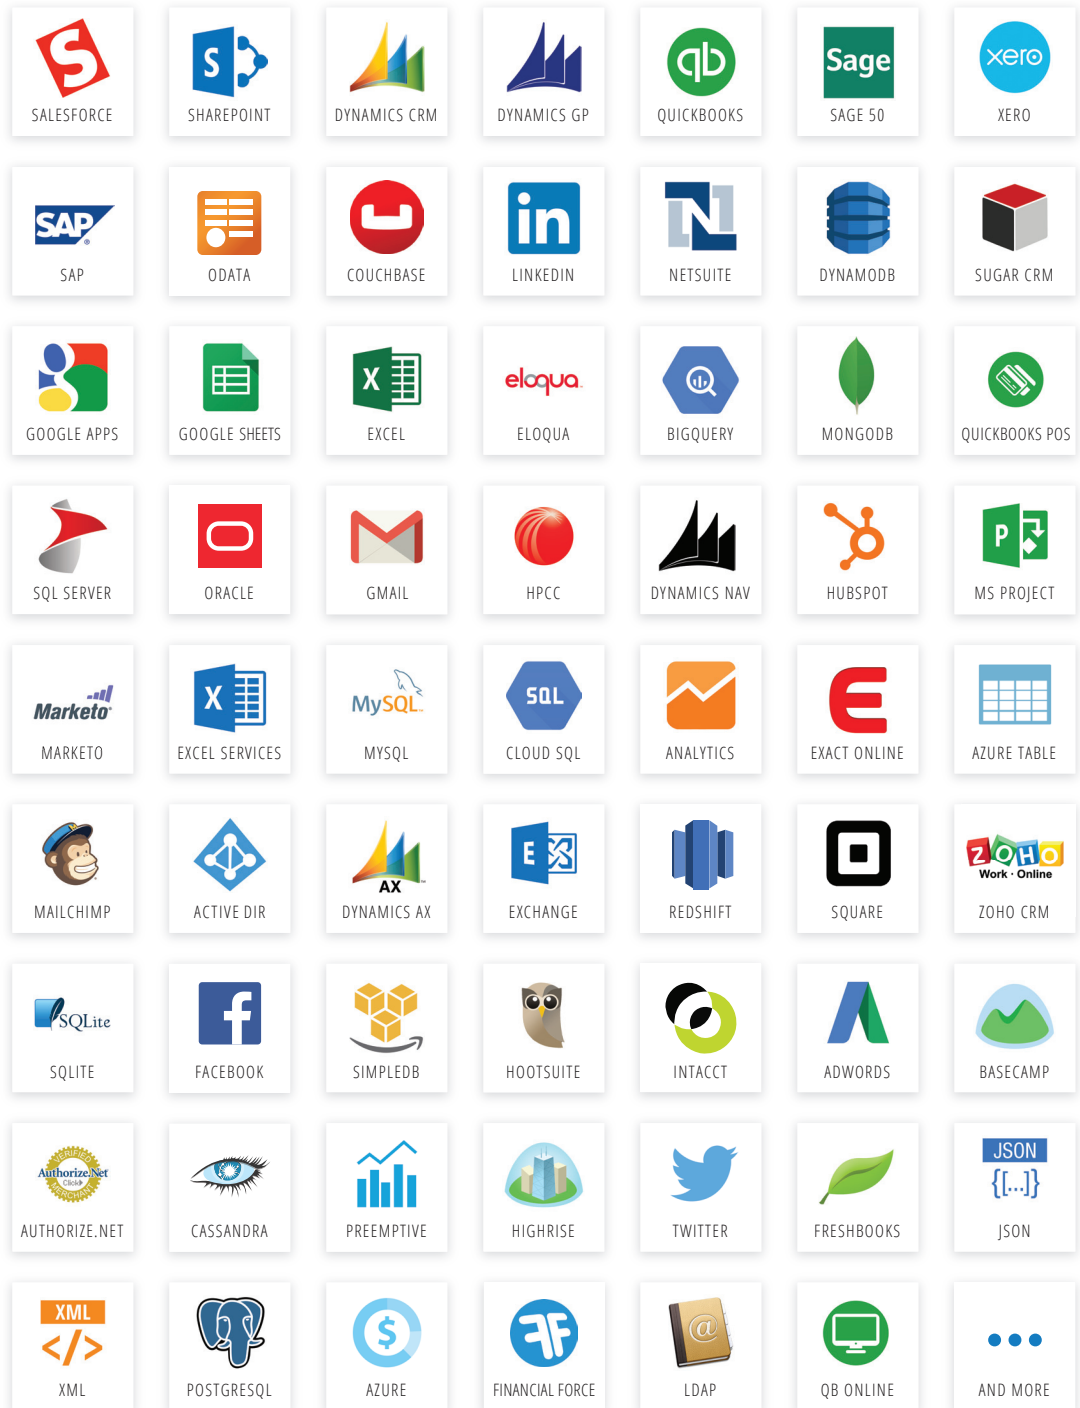 S
SALESFORCE
S
SHAREPOINT
DYNAMICS CRM
DYNAMICS GP
qb
QUICKBOOKS
Sage
SAGE 50
xero
XERO
SAP
®
SAP
ODATA
COUCHBASE
in
LINKEDIN
N
NETSUITE
DYNAMODB
SUGAR CRM
g
GOOGLE APPS
GOOGLE SHEETS
X
EXCEL
eloqua
ELOQUA
BIGQUERY
MONGODB
QUICKBOOKS POS
SQL SERVER
ORACLE
GMAIL
HPCC
DYNAMICS NAV
HUBSPOT
P
MS PROJECT
Marketo
MARKETO
X
EXCEL SERVICES
MySQL
MYSQL
SQL
CLOUD SQL
ANALYTICS
E
EXACT ONLINE
AZURE TABLE
MAILCHIMP
ACTIVE DIR
AX
DYNAMICS AX
E
EXCHANGE
REDSHIFT
SQUARE
ZOHO
Work · Online
ZOHO CRM
SQLite
SQLITE
f
FACEBOOK
SIMPLEDB
HOOTSUITE
INTACCT
ADWORDS
BASECAMP
VERIFIED
Authorize.Net
Click
MERCHANT
AUTHORIZE.NET
CASSANDRA
PREEMPTIVE
HIGHRISE
TWITTER
FRESHBOOKS
JSON
{[...]}
JSON
XML
</>
XML
POSTGRESQL
$
AZURE
FF
FINANCIAL FORCE
@
LDAP
QB ONLINE
AND MORE